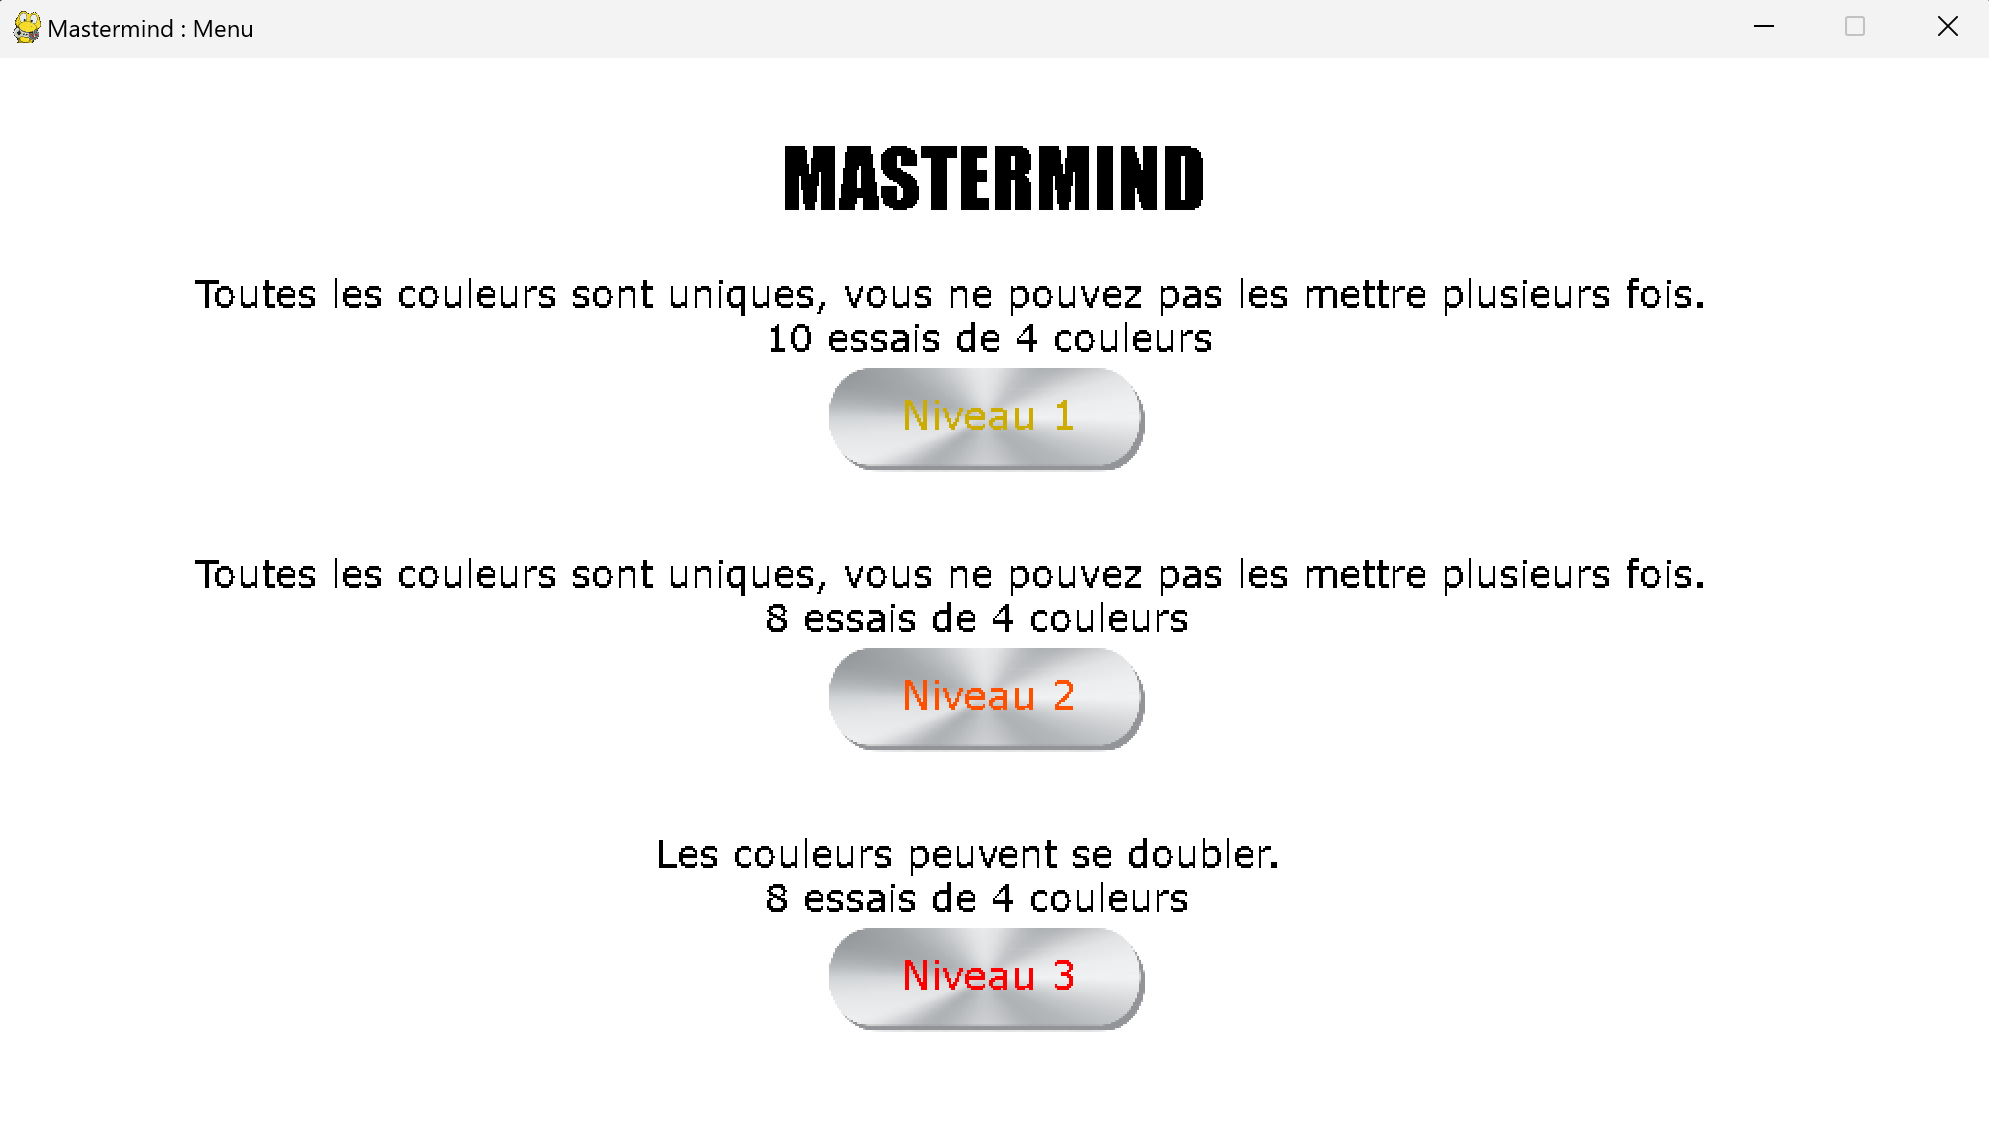 Mastermind : Menu
MASTERMIND
Toutes les couleurs sont uniques, vous ne pouvez pas les mettre plusieurs fois.
10 essais de 4 couleurs
Niveau 1
Toutes les couleurs sont uniques, vous ne pouvez pas les mettre plusieurs fois.
8 essais de 4 couleurs
Niveau 2
Les couleurs peuvent se doubler.
8 essais de 4 couleurs
Niveau 3